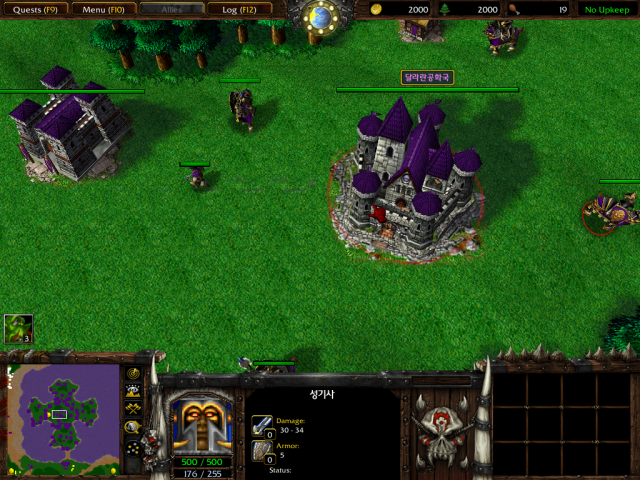 Quests (F9)
Menu (F10)
Allies
Log (F12)
2000
2000
19
No Upkeep
달라란공화국
3
성기사
Damage:
30 - 34
0
Armor:
5
0
Status:
500 / 500
176 / 255